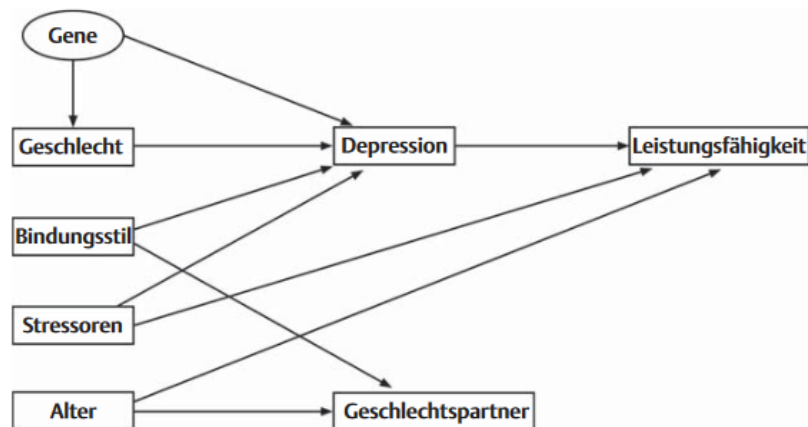 Gene
Geschlecht
Depression
Leistungsfähigkeit
Bindungsstil
Stressoren
Alter
Geschlechtspartner